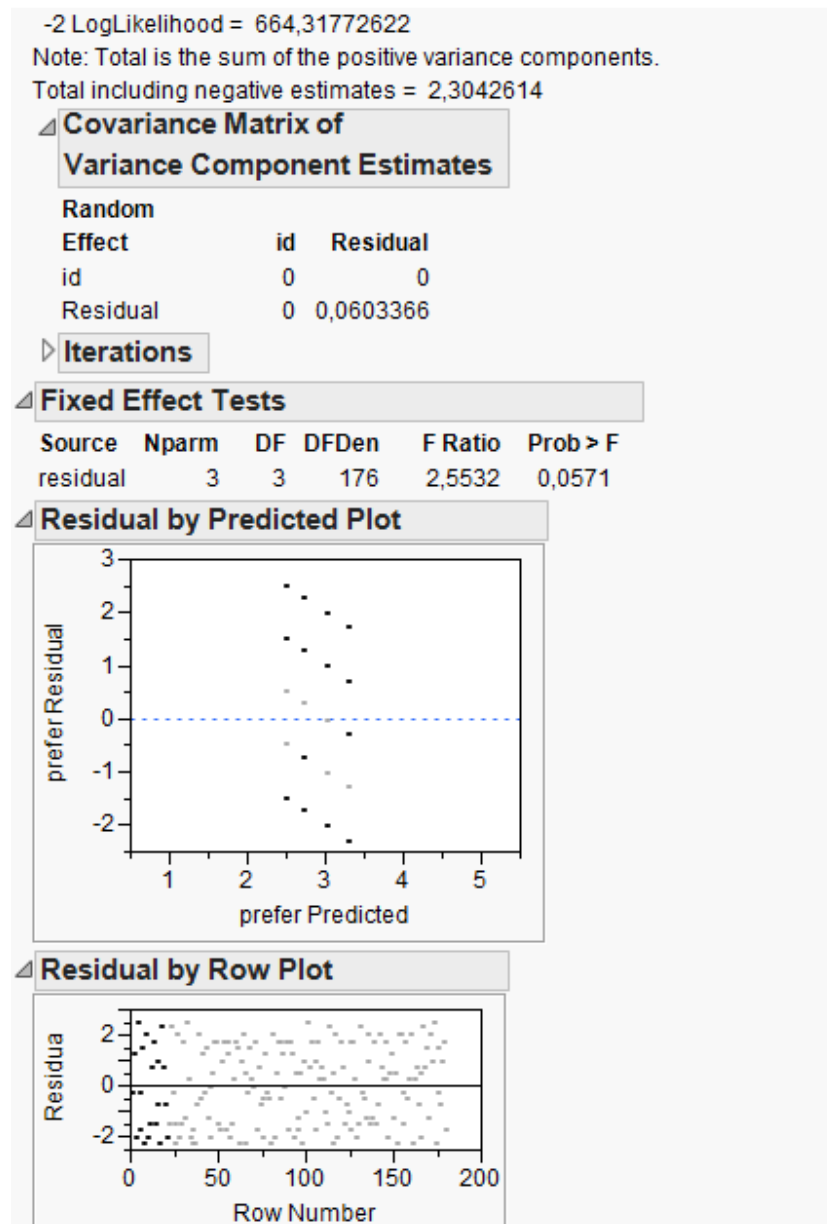 -2 LogLikelihood = 664,31772622
Note: Total is the sum of the positive variance components.
Total including negative estimates = 2,3042614
Covariance Matrix of
Variance Component Estimates
Random
Effect id Residual
id 0 0
Residual 0 0,0603366
Iterations
Fixed Effect Tests
Source Nparm DF DFDen F Ratio Prob > F
residual 3 3 176 2,5532 0,0571
Residual by Predicted Plot
3
2
1
0
-1
-2
prefer Residual
1 2 3 4 5
prefer Predicted
Residual by Row Plot
2
0
-2
Residua
0 50 100 150 200
Row Number